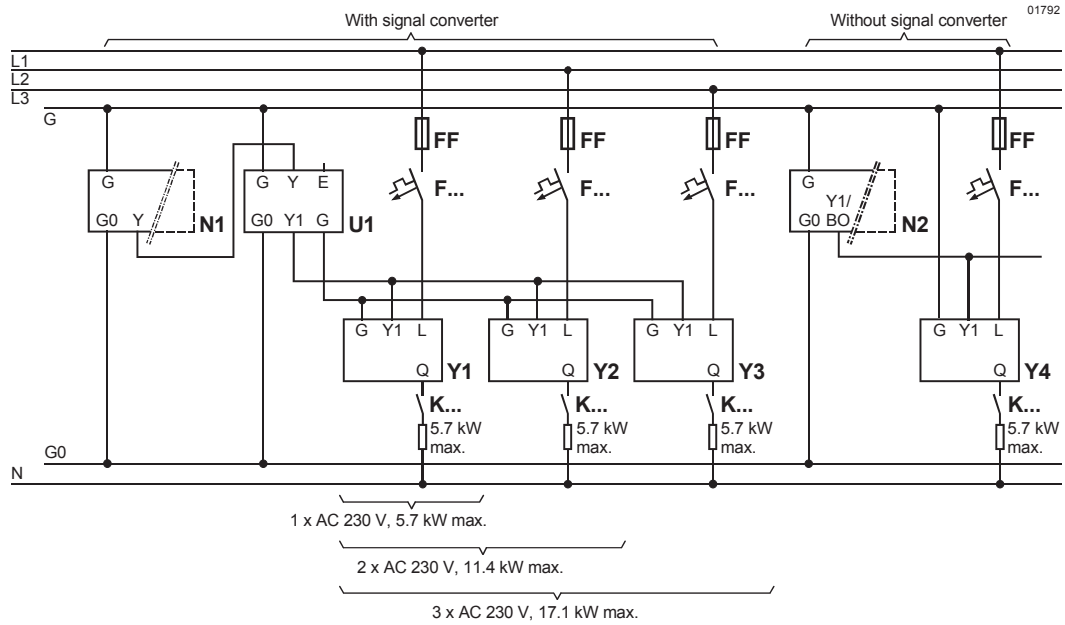 01792
With signal converter
Without signal converter
L1
L2
L3
G
FF
FF
FF
FF
G
G0 Y
N1
G Y E
G0 Y1 G
U1
F...
F...
F...
G
Y1/
G0 BO
N2
F...
G Y1 L
Q
Y1
G Y1 L
Q
Y2
G Y1 L
Q
Y3
G Y1 L
Q
Y4
K...
5.7 kW
max.
K...
5.7 kW
max.
K...
5.7 kW
max.
K...
5.7 kW
max.
G0
N
1 x AC 230 V, 5.7 kW max.
2 x AC 230 V, 11.4 kW max.
3 x AC 230 V, 17.1 kW max.